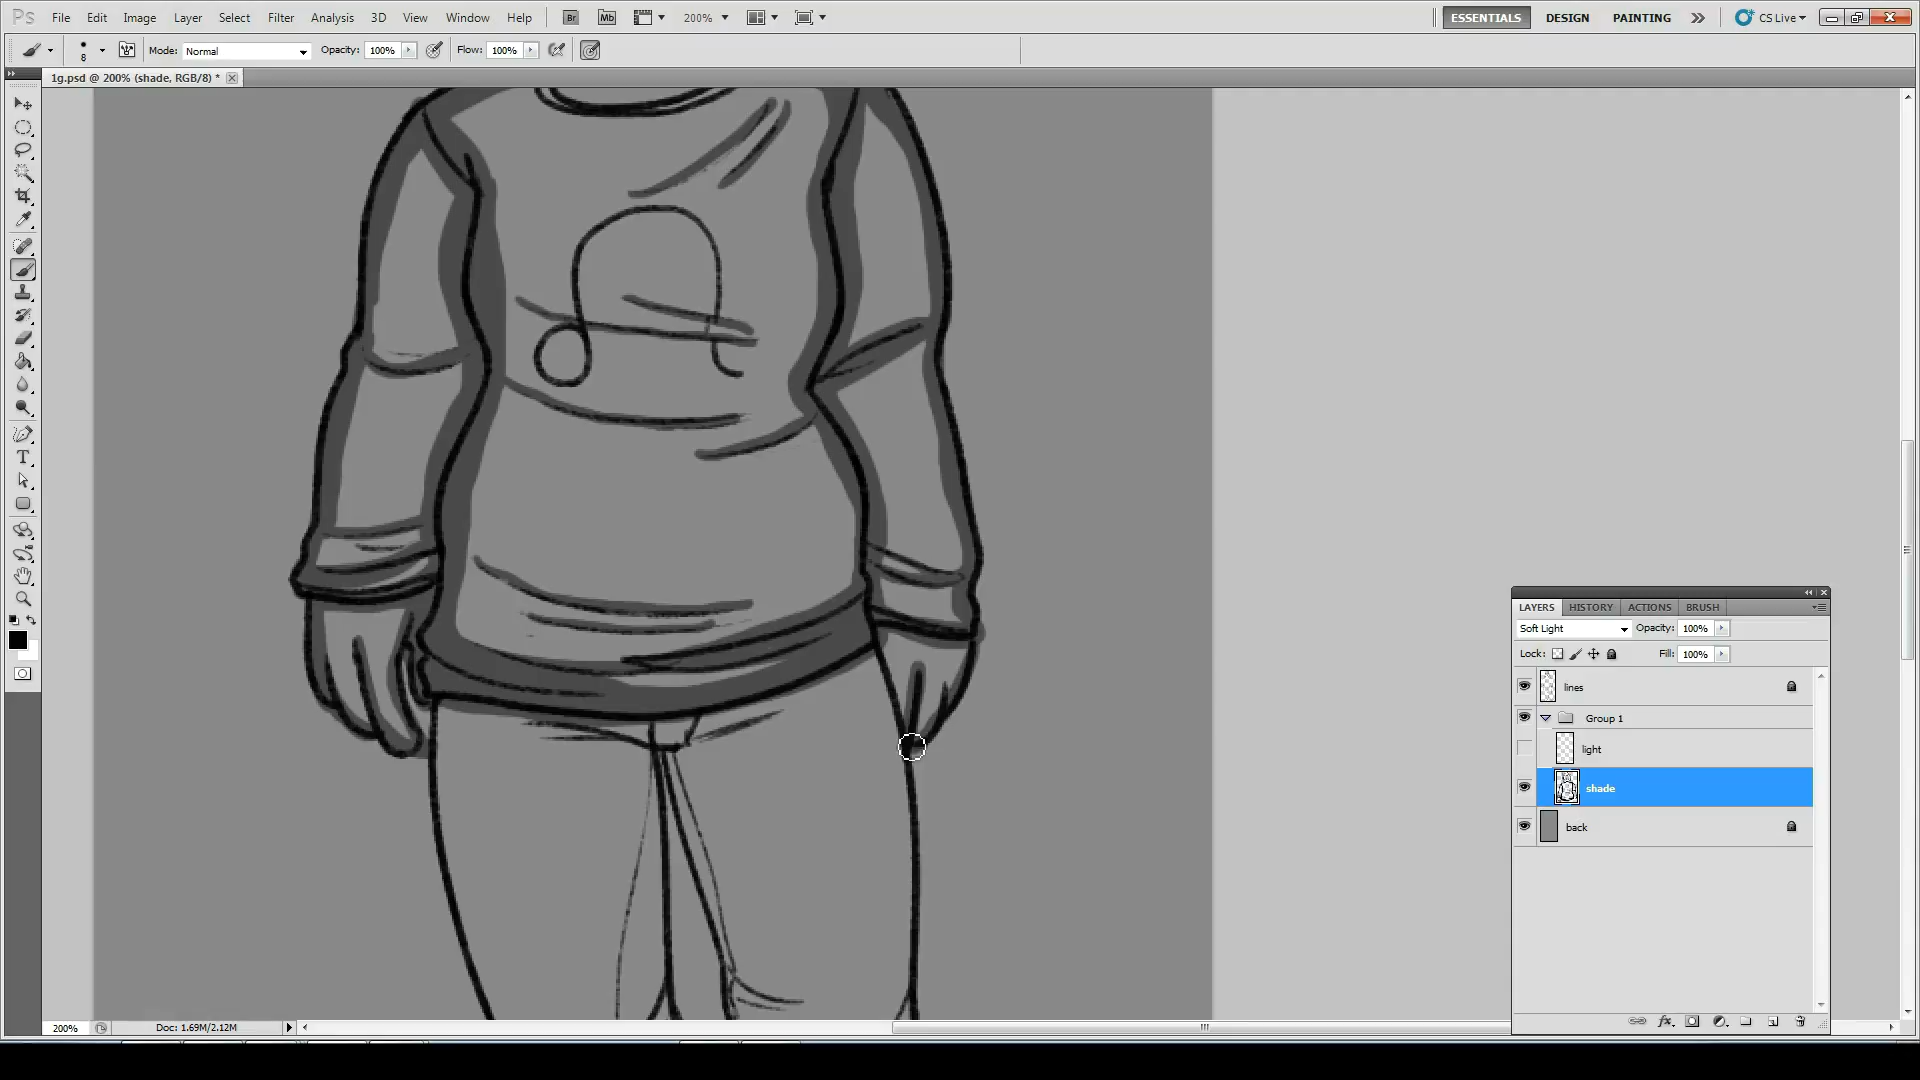 Ps File Edit Image Layer Select Filter Analysis 3D View Window Help Br Mb 200% ESSENTIALS DESIGN PAINTING CS Live
8 Mode: Normal Opacity: 100% Flow: 100%
1g.psd @ 200% (shade, RGB/8) *
T
LAYERS HISTORY ACTIONS BRUSH
Soft Light Opacity: 100%
Lock: Fill: 100%
lines
Group 1
light
shade
back
fx
200% Doc: 1.69M/2.12M